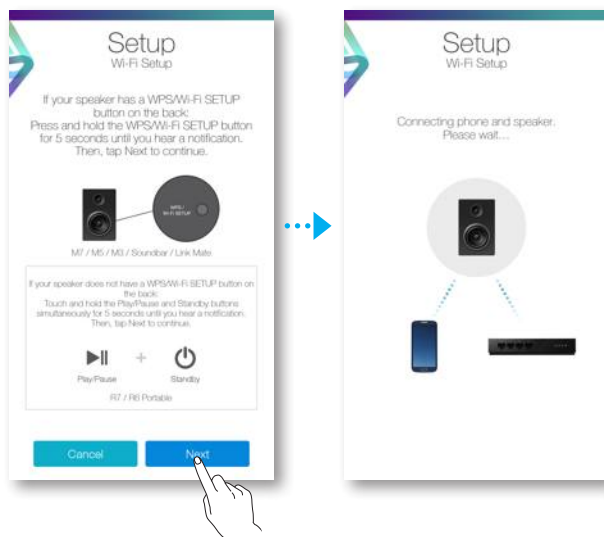 Setup
Wi-Fi Setup
If your speaker has a WPS/Wi-Fi SETUP
button on the back:
Press and hold the WPS/Wi-Fi SETUP button
for 5 seconds until you hear a notification.
Then, tap Next to continue.
WPS /
Wi-Fi SETUP
M7 / M5 / M3 / Soundbar / Link Mate
If your speaker does not have a WPS/Wi-Fi SETUP button on
the back:
Touch and hold the Play/Pause and Standby buttons
simultaneously for 5 seconds until you hear a notification.
Then, tap Next to continue.
+
Play/Pause
Standby
R7 / R6 Portable
Cancel
Next
Setup
Wi-Fi Setup
Connecting phone and speaker.
Please wait...